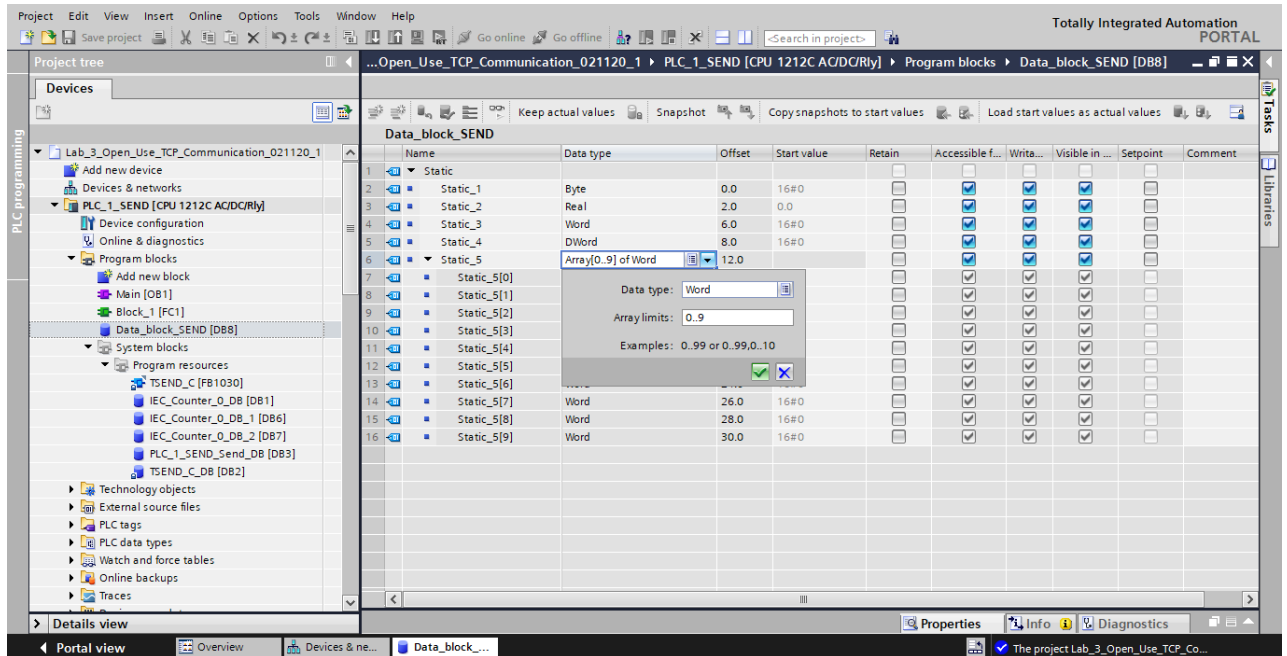 Project Edit View Insert Online Options Tools Window Help
Totally Integrated Automation
PORTAL
Save project Go online Go offline <Search in project>
Project tree
...Open_Use_TCP_Communication_021120_1 PLC_1_SEND [CPU 1212C AC/DC/Rly] Program blocks Data_block_SEND [DB8]
Devices
Keep actual values Snapshot Copy snapshots to start values Load start values as actual values
Data_block_SEND
Name Data type Offset Start value Retain Accessible f... Writa... Visible in ... Setpoint Comment
1 Static
2 Static_1 Byte 0.0 16#0
3 Static_2 Real 2.0 0.0
4 Static_3 Word 6.0 16#0
5 Static_4 DWord 8.0 16#0
6 Static_5 Array[0..9] of Word 12.0
7 Static_5[0]
8 Static_5[1]
9 Static_5[2]
10 Static_5[3]
11 Static_5[4]
12 Static_5[5]
13 Static_5[6]
14 Static_5[7] Word 26.0 16#0
15 Static_5[8] Word 28.0 16#0
16 Static_5[9] Word 30.0 16#0
Data type: Word
Array limits: 0..9
Examples: 0..99 or 0..99,0..10
Lab_3_Open_Use_TCP_Communication_021120_1
Add new device
Devices & networks
PLC_1_SEND [CPU 1212C AC/DC/Rly]
Device configuration
Online & diagnostics
Program blocks
Add new block
Main [OB1]
Block_1 [FC1]
Data_block_SEND [DB8]
System blocks
Program resources
TSEND_C [FB1030]
IEC_Counter_0_DB [DB1]
IEC_Counter_0_DB_1 [DB6]
IEC_Counter_0_DB_2 [DB7]
PLC_1_SEND_Send_DB [DB3]
TSEND_C_DB [DB2]
Technology objects
External source files
PLC tags
PLC data types
Watch and force tables
Online backups
Traces
PLC programming
Tasks
Libraries
Details view
Properties Info Diagnostics
Portal view Overview Devices & ne... Data_block_... The project Lab_3_Open_Use_TCP_Co...